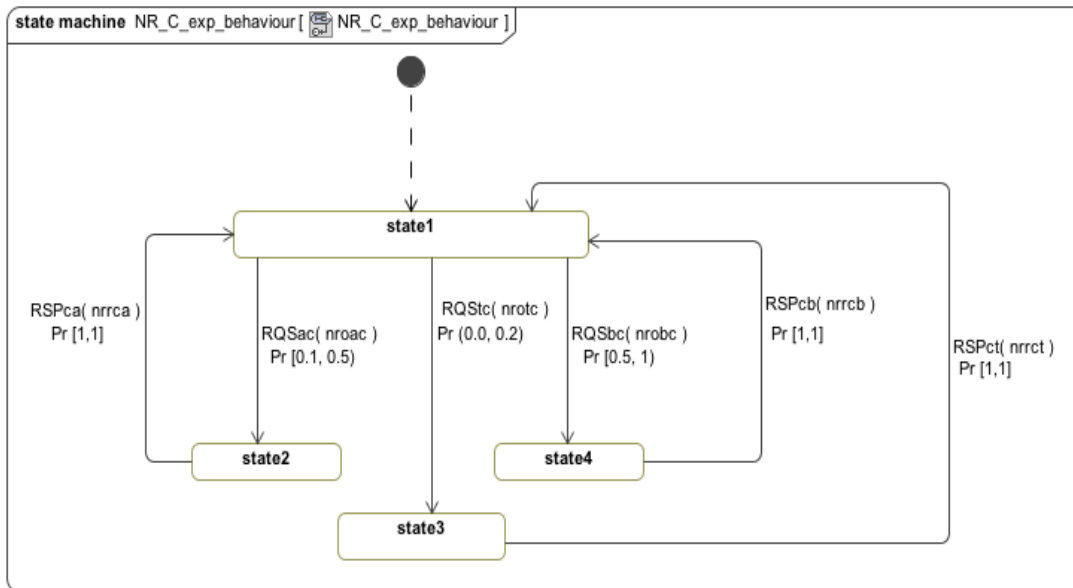 state machine NR_C_exp_behaviour [ NR_C_exp_behaviour ]
state1
RSPca( nrrca )
Pr [1,1]
RQSac( nroac )
Pr [0.1, 0.5)
RQStc( nrotc )
Pr (0.0, 0.2)
RQSbc( nrobc )
Pr [0.5, 1)
RSPcb( nrrcb )
Pr [1,1]
RSPct( nrrct )
Pr [1,1]
state2
state4
state3